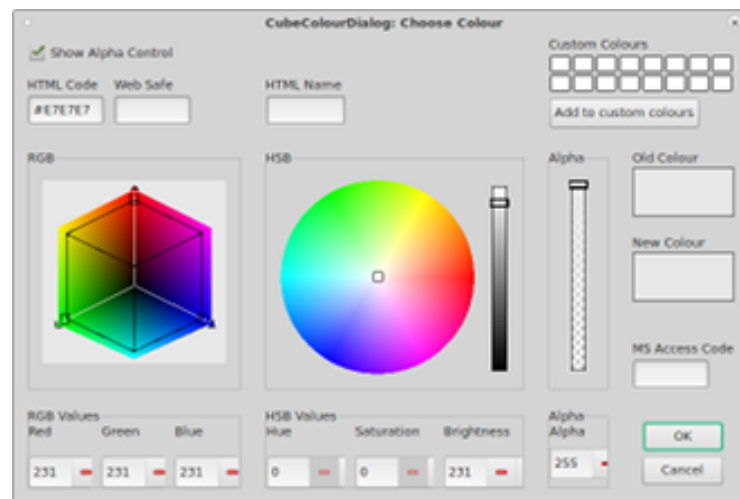 CubeColourDialog: Choose Colour
Show Alpha Control
Custom Colours
HTML Code Web Safe HTML Name
#E7E7E7
Add to custom colours
RGB HSB Alpha Old Colour
New Colour
MS Access Code
RGB Values HSB Values Alpha
Red Green Blue Hue Saturation Brightness Alpha
OK
231 231 231 0 0 231 255
Cancel